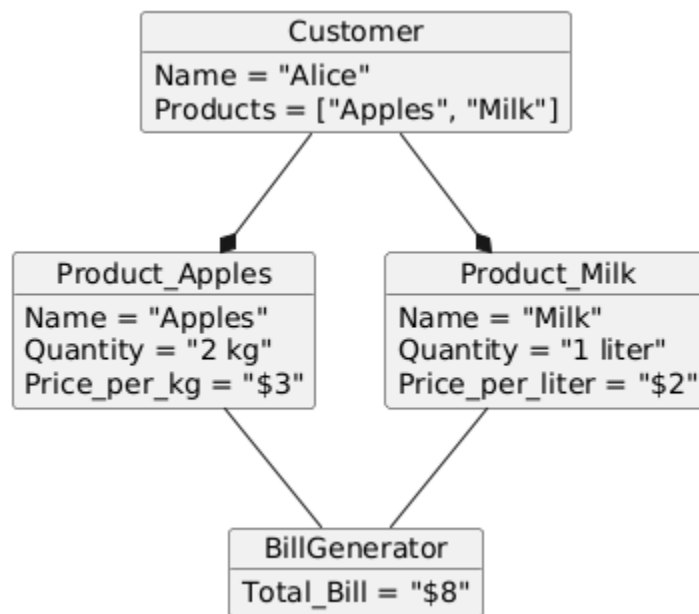 Customer
Name = "Alice"
Products = ["Apples", "Milk"]
Product_Apples
Name = "Apples"
Quantity = "2 kg"
Price_per_kg = "$3"
Product_Milk
Name = "Milk"
Quantity = "1 liter"
Price_per_liter = "$2"
BillGenerator
Total_Bill = "$8"